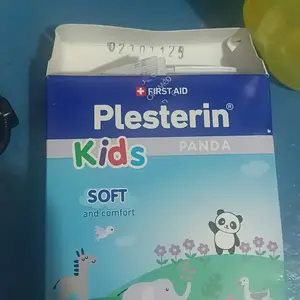 02101125
FIRST AID
Plesterin®
Kids
PANDA
SOFT
and comfort